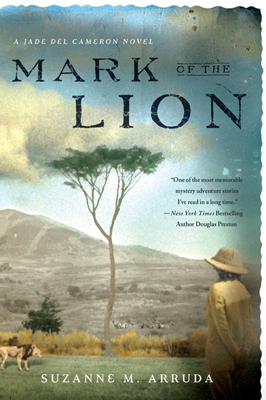 A JADE DEL CAMERON NOVEL
MARK OF THE
LION
"One of the most memorable
mystery adventure stories
I've read in a long time."
—New York Times Bestselling
Author Douglas Preston
SUZANNE M. ARRUDA